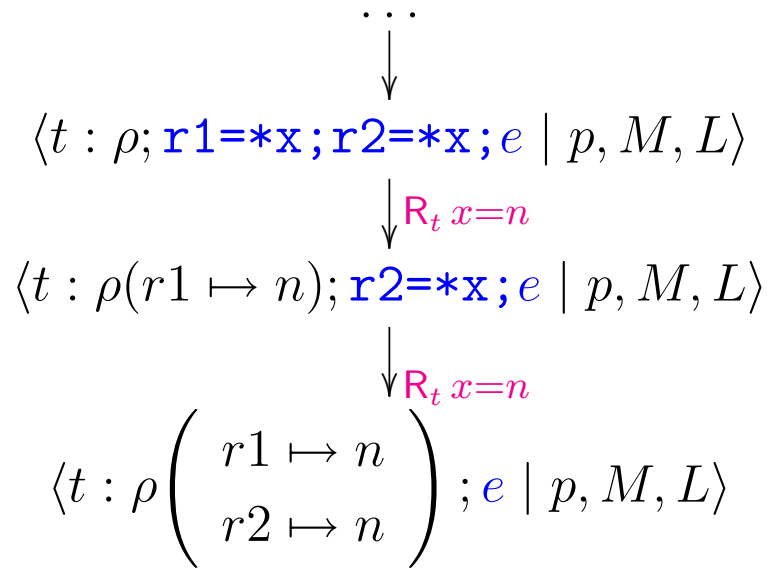 ...
⟨t : ρ; r1=*x;r2=*x;e | p, M, L⟩
R_t x=n
⟨t : ρ(r1 ↦ n); r2=*x;e | p, M, L⟩
R_t x=n
⟨t : ρ( r1 ↦ n
r2 ↦ n ) ; e | p, M, L⟩